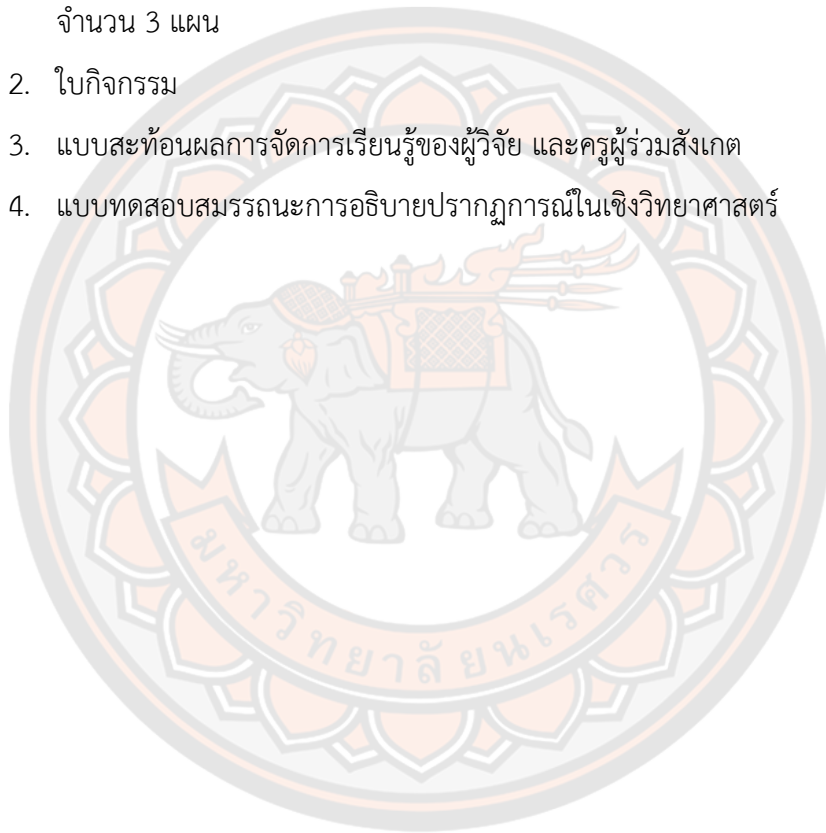 จำนวน 3 แผน
2. ใบกิจกรรม
3. แบบสะท้อนผลการจัดการเรียนรู้ของผู้วิจัย และครูผู้ร่วมสังเกต
4. แบบทดสอบสมรรถนะการอธิบายปรากฏการณ์ในเชิงวิทยาศาสตร์
มหาวิทยาลัยนเรศวร